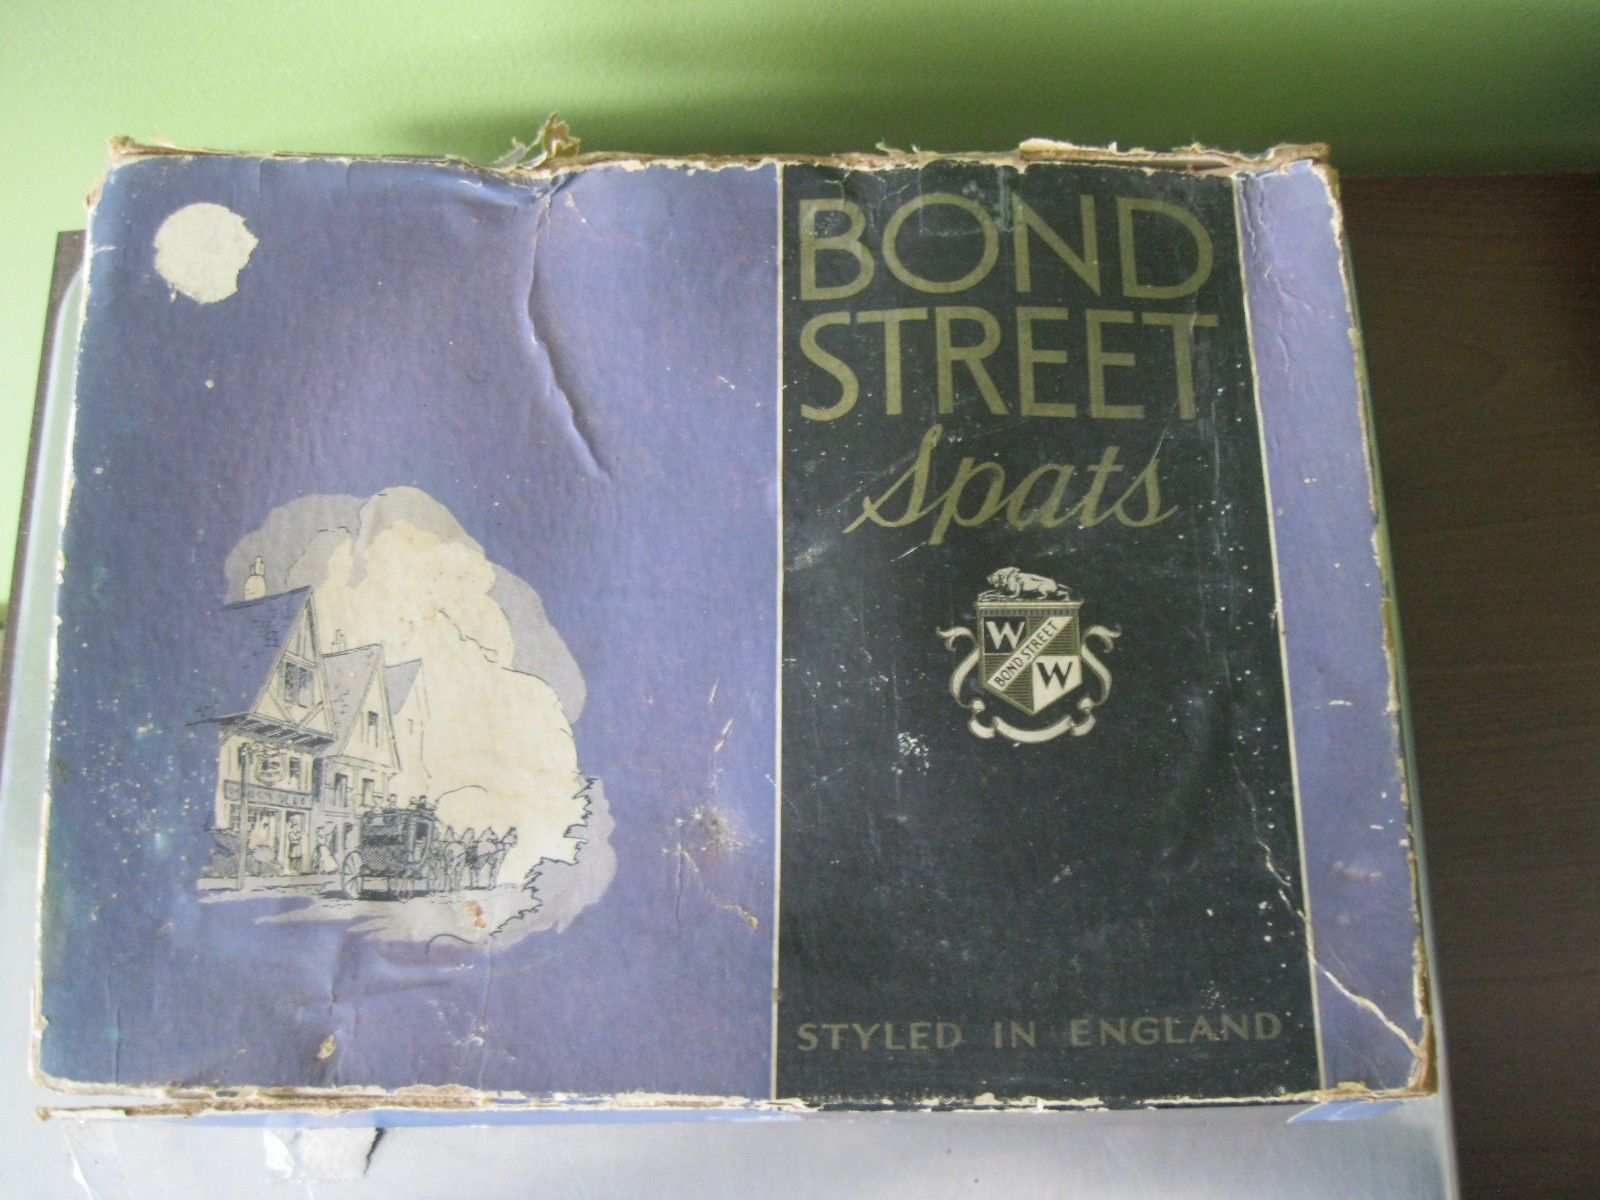 BOND
STREET
Spats
W
BOND STREET
W
STYLED IN ENGLAND